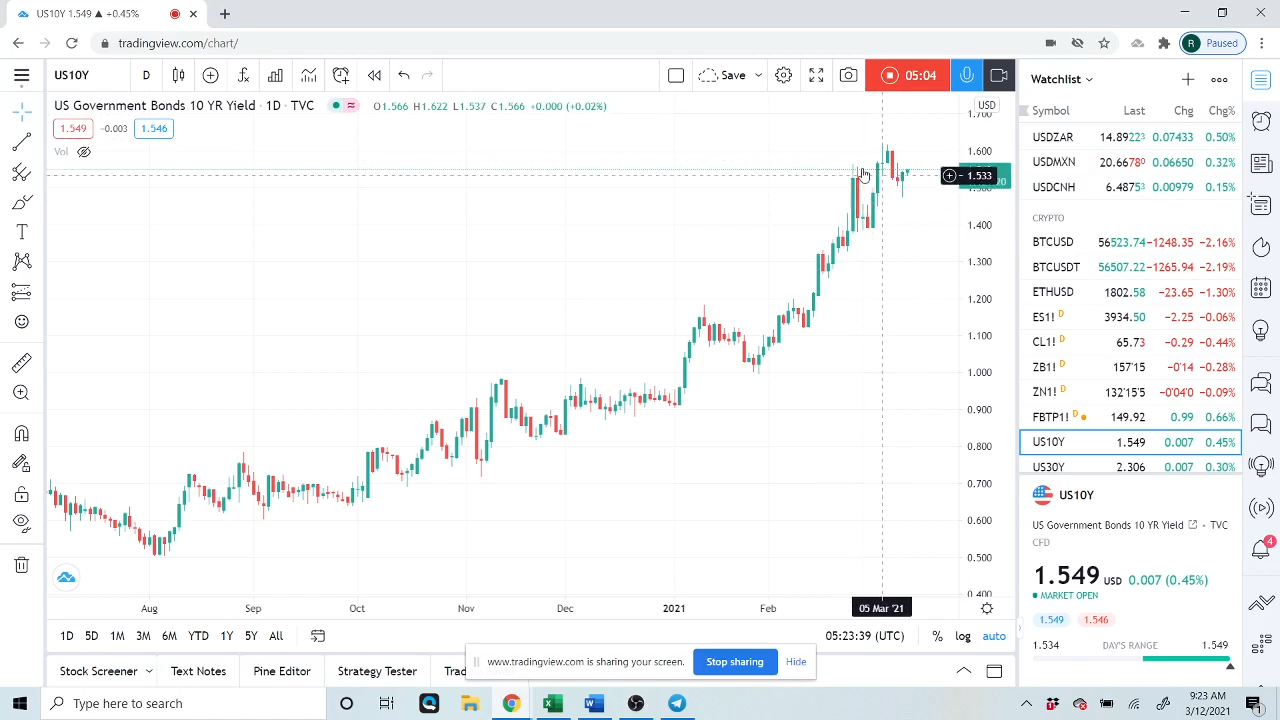 US10Y 1.549 ▲ +0.45%
tradingview.com/chart/
R Paused
US10Y D Save 05:04
US Government Bonds 10 YR Yield · 1D · TVC O1.566 H1.622 L1.537 C1.566 +0.000 (+0.02%)
1.549 -0.003 1.546
Vol
USD
1.700
1.600
1.533
1.500
1.400
1.300
1.200
1.100
1.000
0.900
0.800
0.700
0.600
0.500
0.400
Aug Sep Oct Nov Dec 2021 Feb 05 Mar '21
1D 5D 1M 3M 6M YTD 1Y 5Y All 05:23:39 (UTC) % log auto
Watchlist
Symbol Last Chg Chg%
USDZAR 14.8922³ 0.07433 0.50%
USDMXN 20.6678⁰ 0.06650 0.32%
USDCNH 6.4875³ 0.00979 0.15%
CRYPTO
BTCUSD 56523.74 -1248.35 -2.16%
BTCUSDT 56507.22 -1265.94 -2.19%
ETHUSD 1802.58 -23.65 -1.30%
ES1! D 3934.50 -2.25 -0.06%
CL1! D 65.73 -0.29 -0.44%
ZB1! D 157'15 -0'14 -0.28%
ZN1! D 132'15'5 -0'04'0 -0.09%
FBTP1! D 149.92 0.99 0.66%
US10Y 1.549 0.007 0.45%
US30Y 2.306 0.007 0.30%
US10Y
US Government Bonds 10 YR Yield · TVC
CFD
1.549 USD 0.007 (0.45%)
MARKET OPEN
1.549 1.546
1.534 DAY'S RANGE 1.549
4
Stock Screener Text Notes Pine Editor Strategy Tester
www.tradingview.com is sharing your screen. Stop sharing Hide
Type here to search
9:23 AM
3/12/2021
1